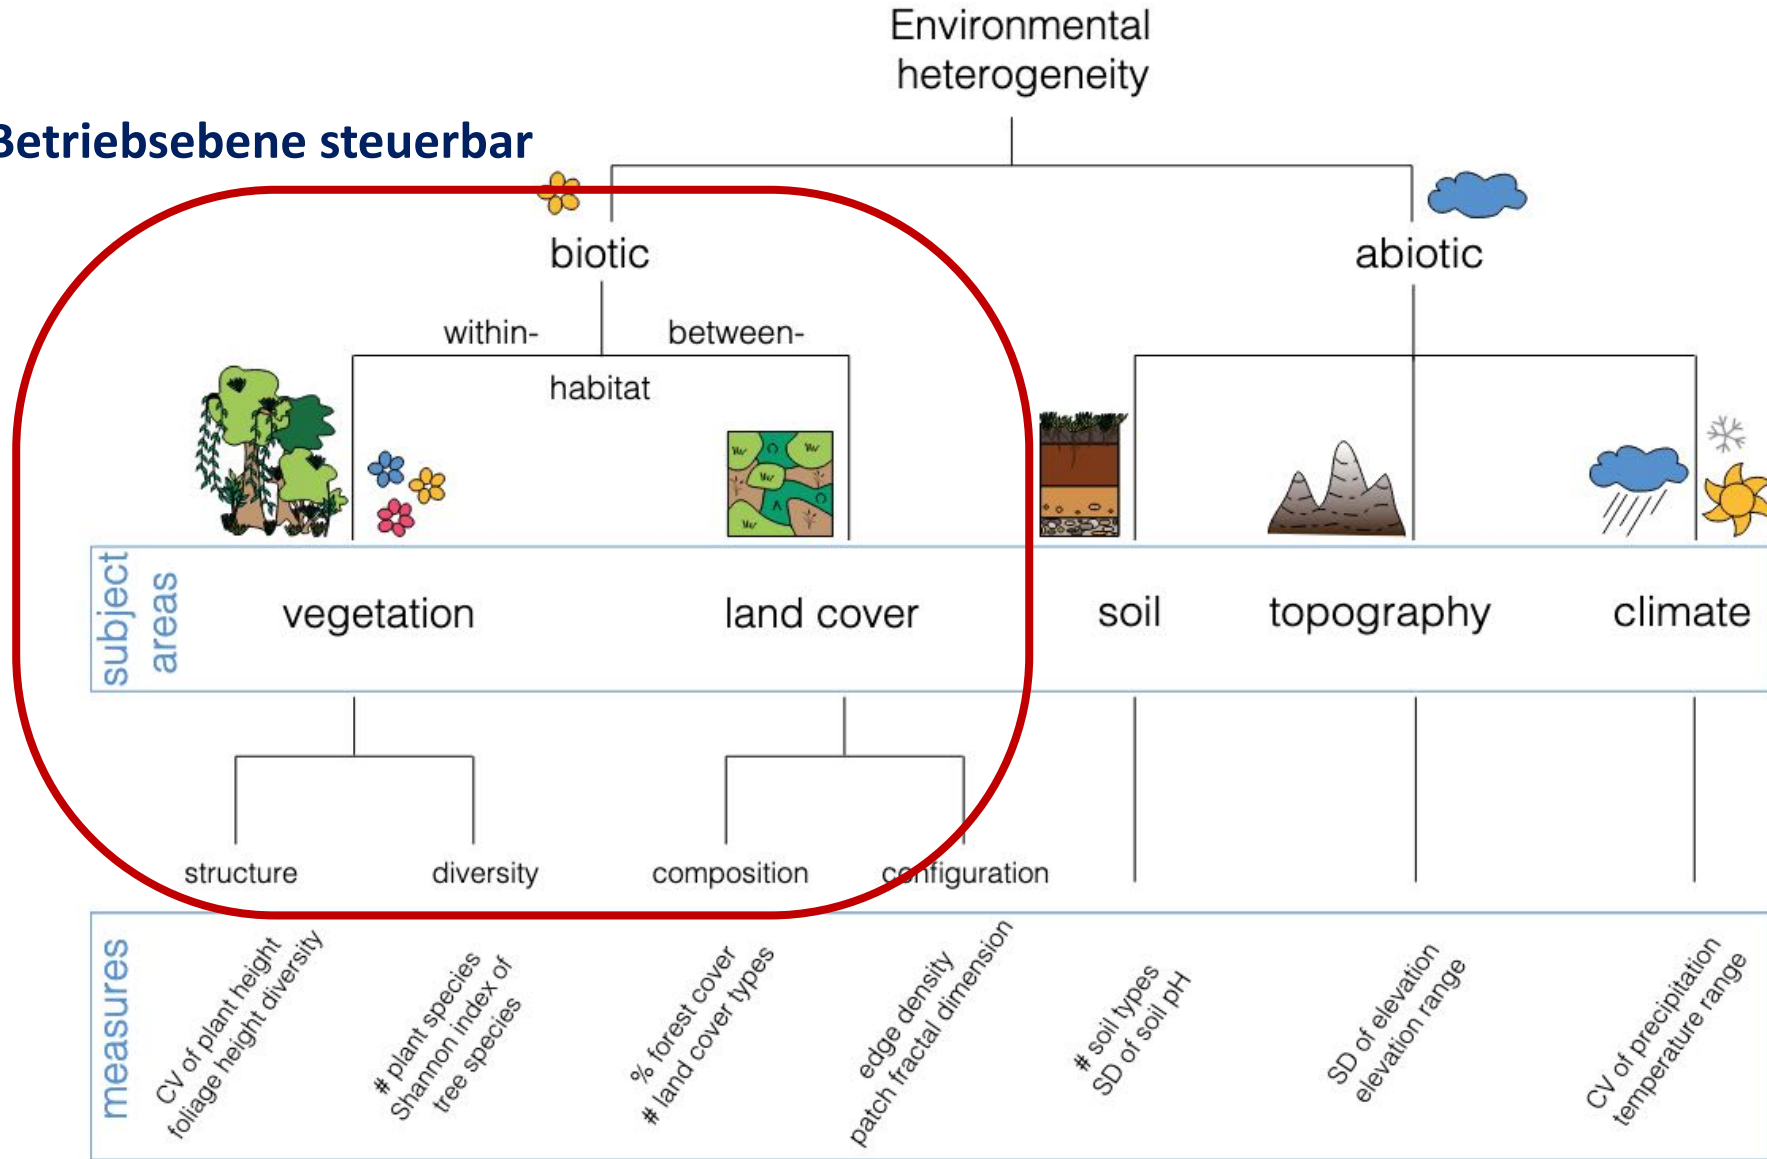 Environmental
heterogeneity
Betriebsebene steuerbar
biotic
abiotic
within-
between-
habitat
subject
areas
vegetation
land cover
soil
topography
climate
structure
diversity
composition
configuration
measures
CV of plant height
foliage height diversity
# plant species
Shannon index of
tree species
% forest cover
# land cover types
edge density
patch fractal dimension
# soil types
SD of soil pH
SD of elevation
elevation range
CV of precipitation
temperature range